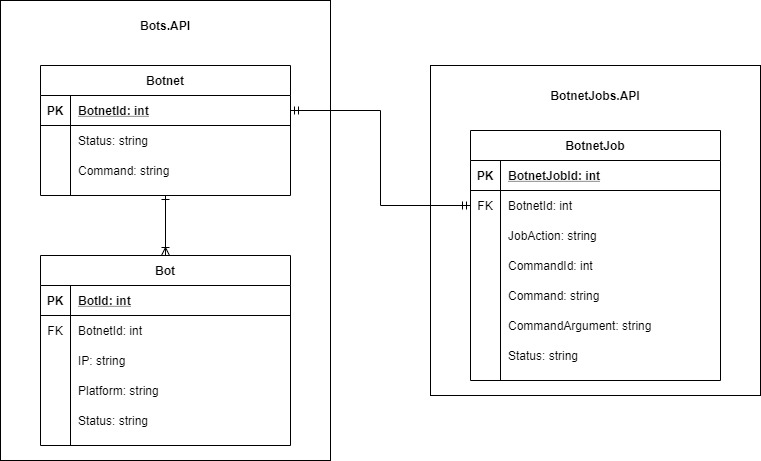 Bots.API
Botnet
PK BotnetId: int
Status: string
Command: string
Bot
PK BotId: int
FK BotnetId: int
IP: string
Platform: string
Status: string
BotnetJobs.API
BotnetJob
PK BotnetJobId: int
FK BotnetId: int
JobAction: string
CommandId: int
Command: string
CommandArgument: string
Status: string